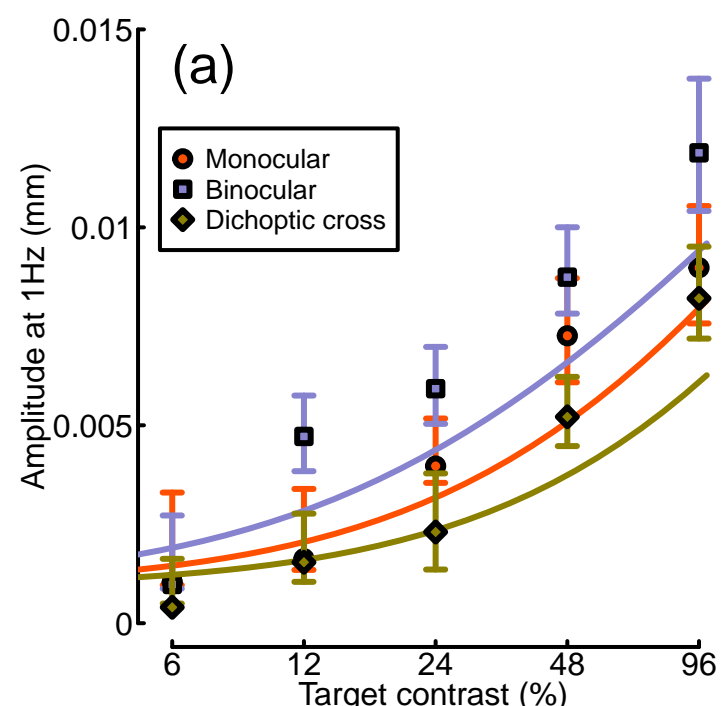 (a)
Monocular
Binocular
Dichoptic cross
Amplitude at 1Hz (mm)
0.015
0.01
0.005
0
6 12 24 48 96
Target contrast (%)